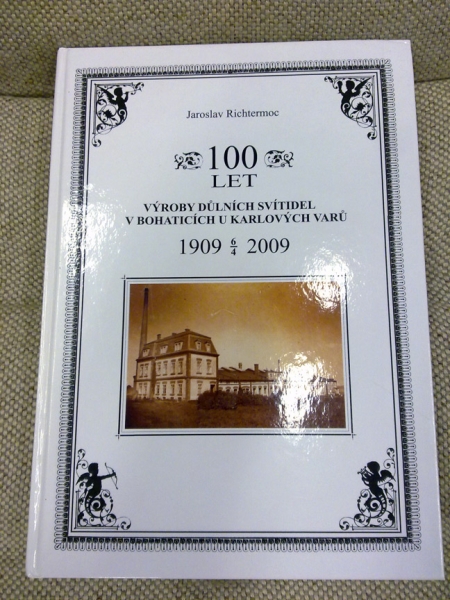 Jaroslav Richtermoc
100
LET
VÝROBY DŮLNÍCH SVÍTIDEL
V BOHATICÍCH U KARLOVÝCH VARŮ
1909 6/4 2009